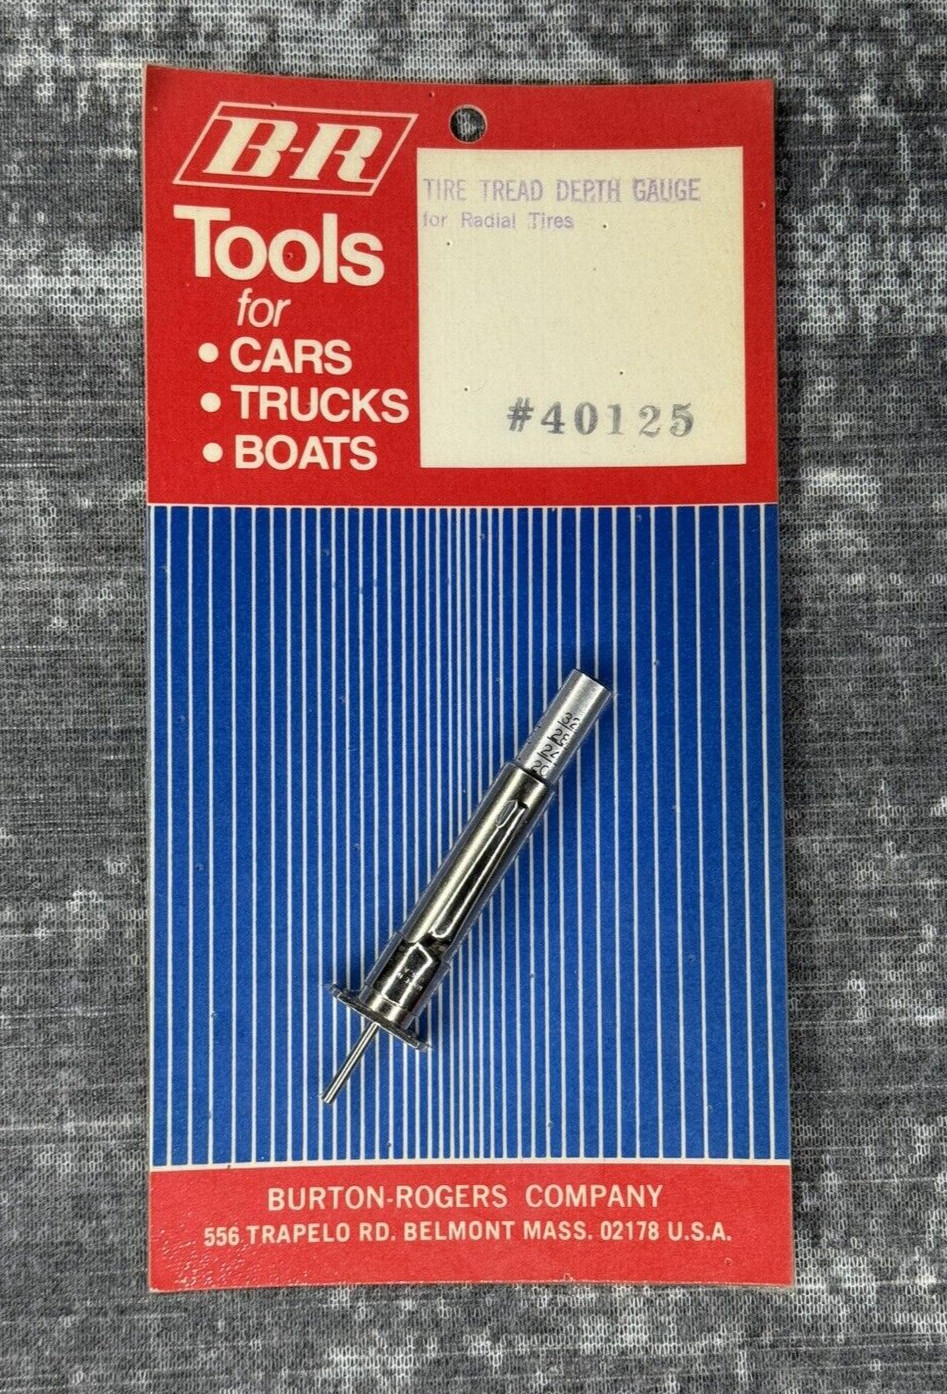 B-R
Tools
for
• CARS
• TRUCKS
• BOATS
TIRE TREAD DEPTH GAUGE
for Radial Tires
#40125
BURTON-ROGERS COMPANY
556 TRAPELO RD. BELMONT MASS. 02178 U.S.A.